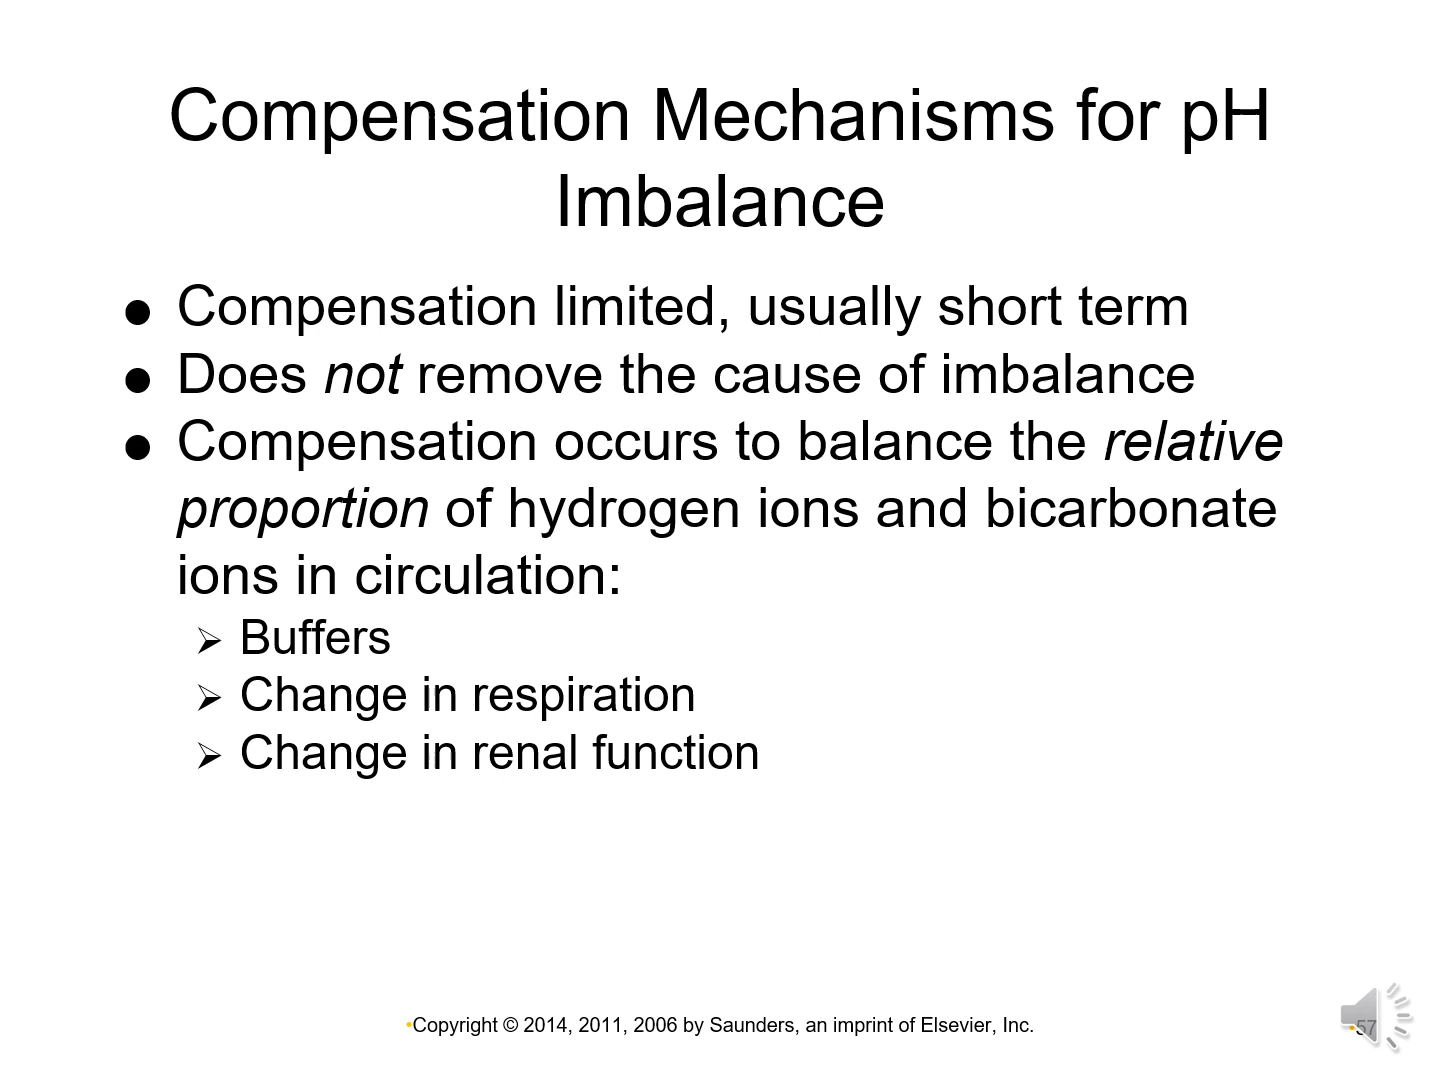 Compensation Mechanisms for pH
Imbalance
● Compensation limited, usually short term
● Does not remove the cause of imbalance
● Compensation occurs to balance the relative
proportion of hydrogen ions and bicarbonate
ions in circulation:
➢ Buffers
➢ Change in respiration
➢ Change in renal function
•Copyright © 2014, 2011, 2006 by Saunders, an imprint of Elsevier, Inc.
•57